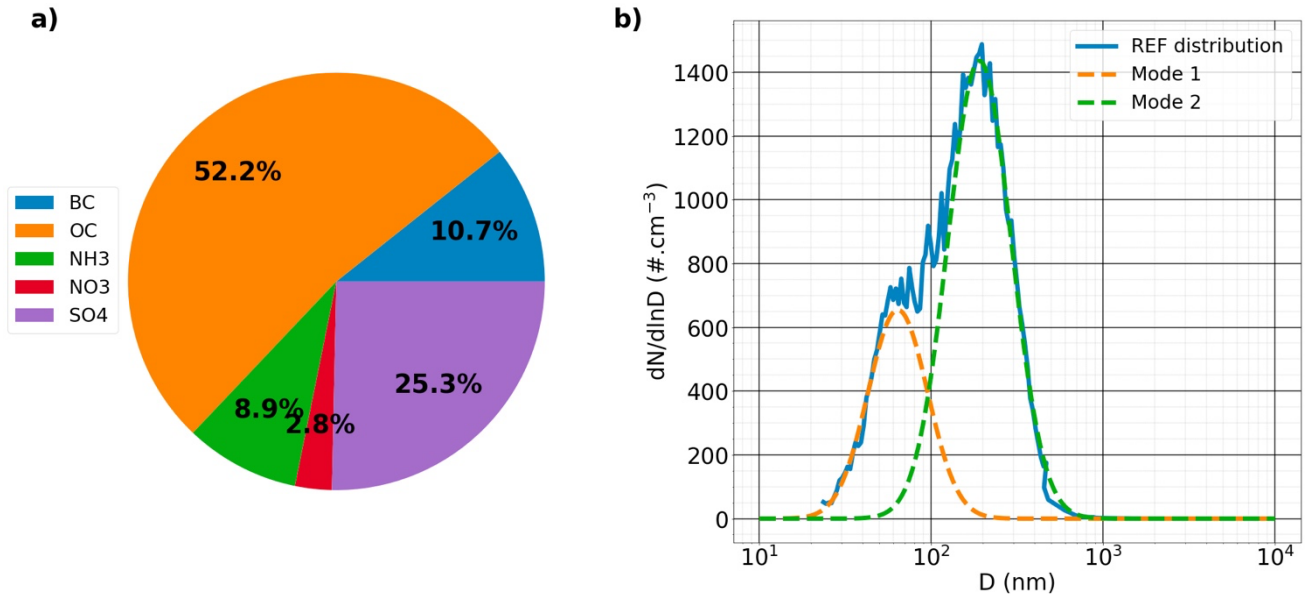 a)
52.2%
10.7%
8.9%
2.8%
25.3%
BC
OC
NH3
NO3
SO4
b)
REF distribution
Mode 1
Mode 2
dN/dlnD (#.cm⁻³)
1400
1200
1000
800
600
400
200
0
10¹
10²
10³
10⁴
D (nm)